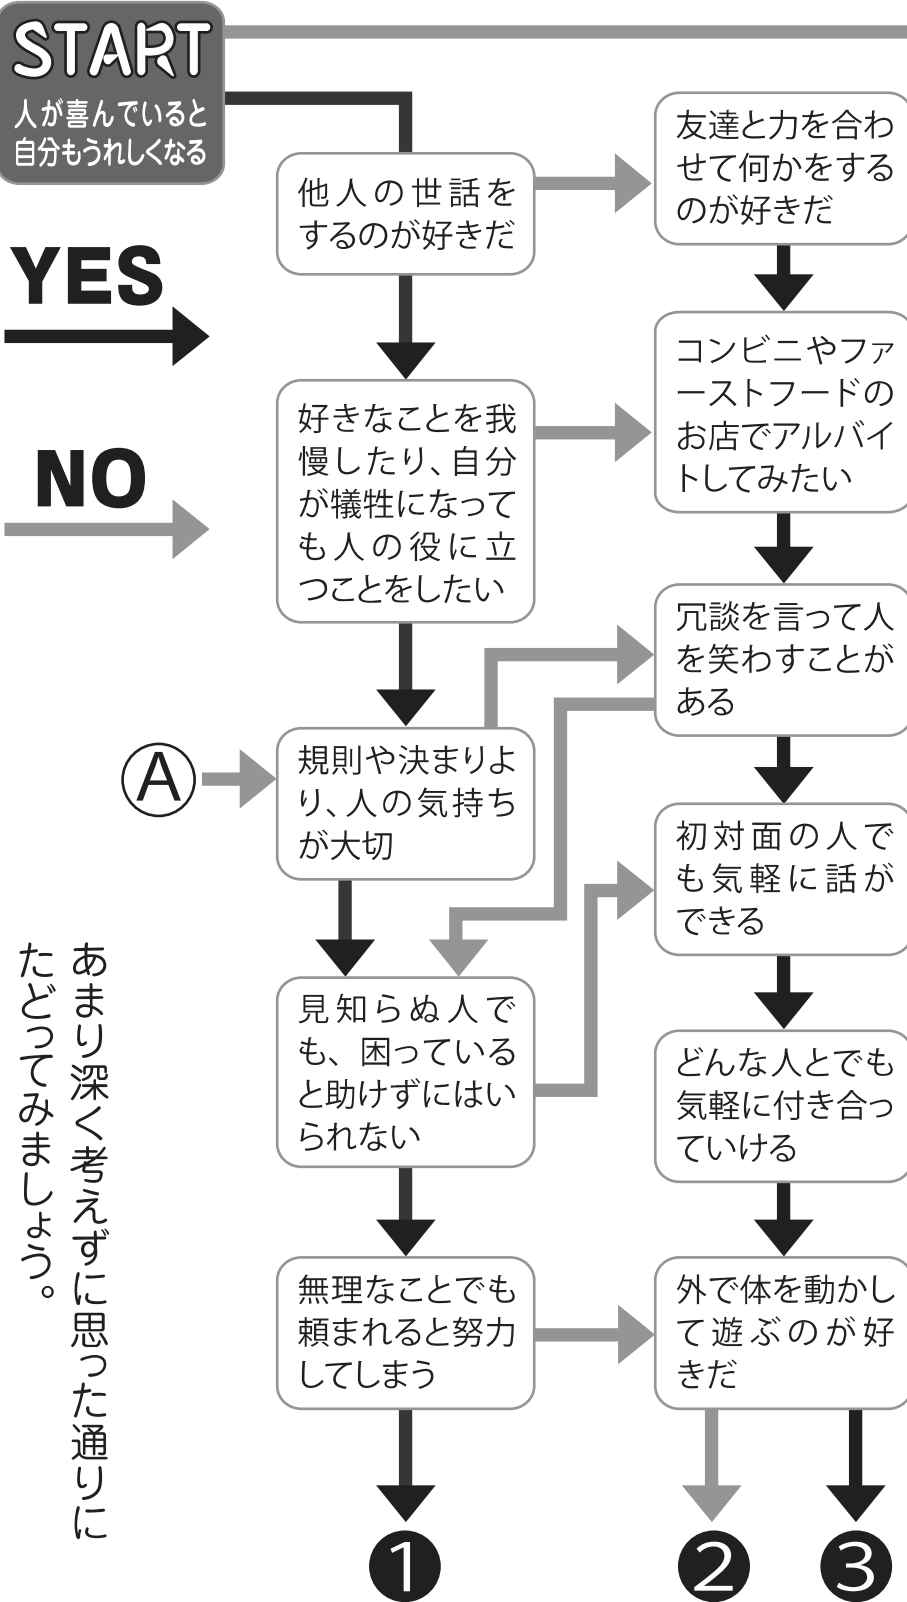 START
人が喜んでいると
自分もうれしくなる
YES
NO
他人の世話を
するのが好きだ
好きなことを我
慢したり、自分
が犠牲になって
も人の役に立
つことをしたい
Ⓐ
規則や決まりよ
り、人の気持ち
が大切
見知らぬ人で
も、困っている
と助けずにはい
られない
無理なことでも
頼まれると努力
してしまう
❶
友達と力を合わ
せて何かをする
のが好きだ
コンビニやファ
ーストフードの
お店でアルバイ
トしてみたい
冗談を言って人
を笑わすことが
ある
初対面の人で
も気軽に話が
できる
どんな人とでも
気軽に付き合っ
ていける
外で体を動かし
て遊ぶのが好
きだ
❷
❸
あまり深く考えずに思った通りに
たどってみましょう。